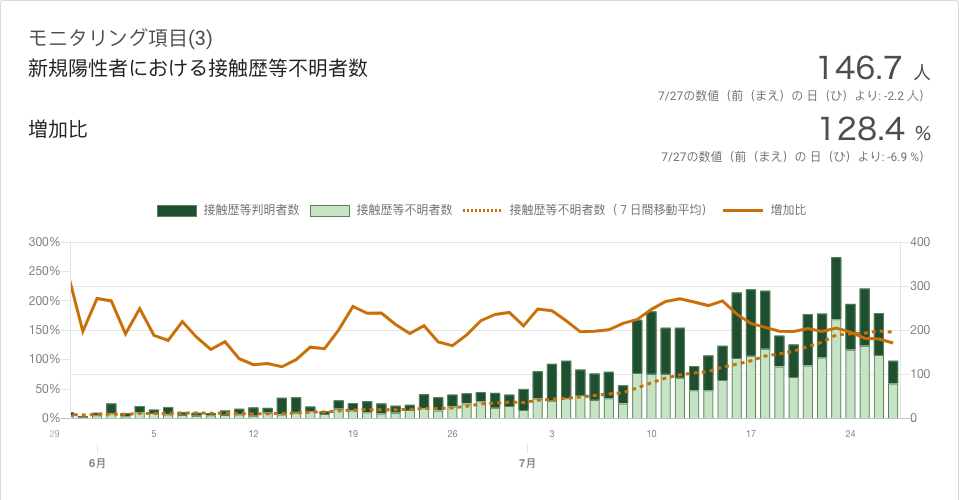 モニタリング項目(3)
新規陽性者における接触歴等不明者数
146.7 人
7/27の数値（前（まえ）の 日（ひ）より: -2.2 人）
増加比
128.4 %
7/27の数値（前（まえ）の 日（ひ）より: -6.9 %）
接触歴等判明者数 接触歴等不明者数 接触歴等不明者数（７日間移動平均） 増加比
300% 400
250%
200% 300
150% 200
100%
50% 100
0% 0
29 5 12 19 26 3 10 17 24
6月 7月